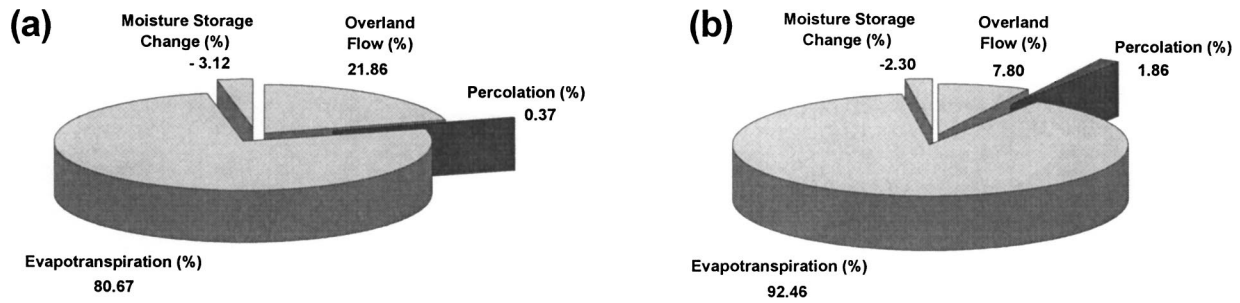 (a)
Moisture Storage
Change (%)
- 3.12
Overland
Flow (%)
21.86
Percolation (%)
0.37
Evapotranspiration (%)
80.67
(b)
Moisture Storage
Change (%)
-2.30
Overland
Flow (%)
7.80
Percolation (%)
1.86
Evapotranspiration (%)
92.46